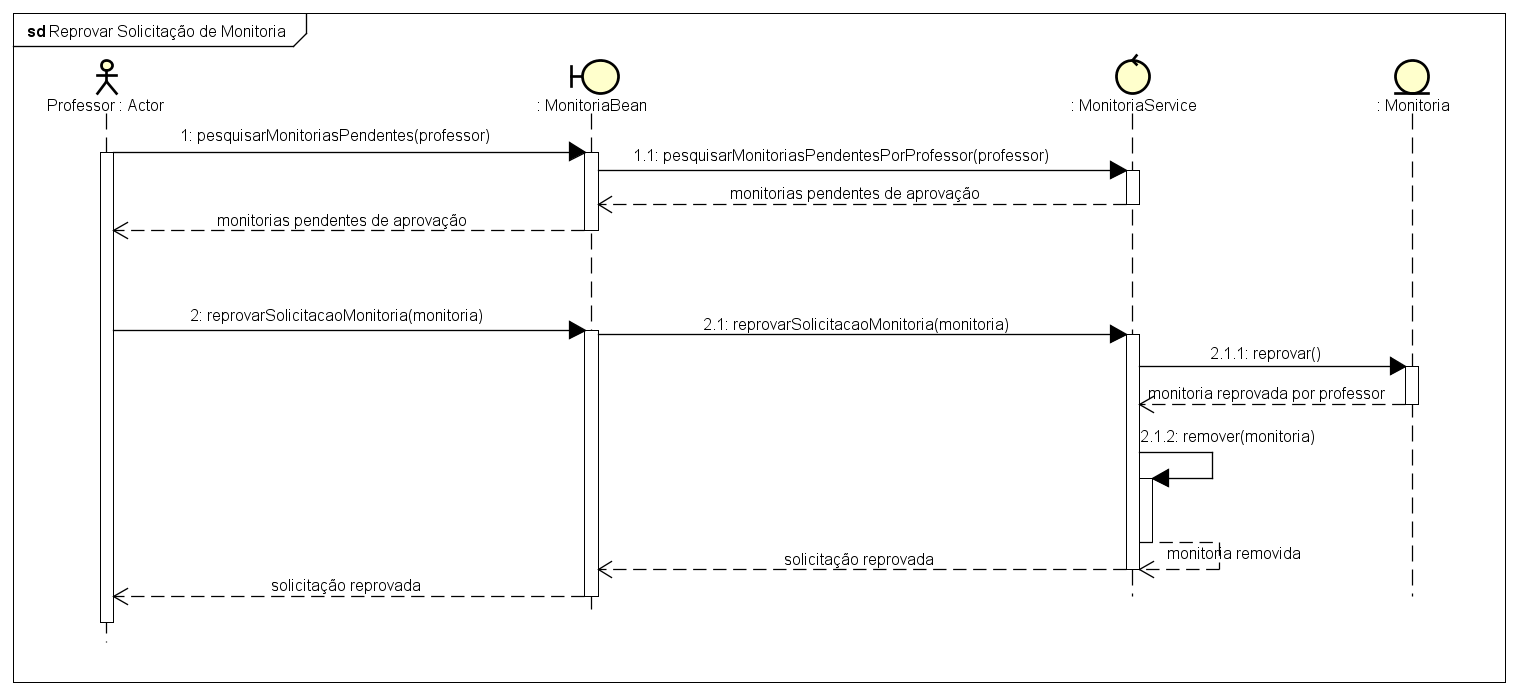 sd Reprovar Solicitação de Monitoria
Professor : Actor
: MonitoriaBean
: MonitoriaService
: Monitoria
1: pesquisarMonitoriasPendentes(professor)
1.1: pesquisarMonitoriasPendentesPorProfessor(professor)
monitorias pendentes de aprovação
monitorias pendentes de aprovação
2: reprovarSolicitacaoMonitoria(monitoria)
2.1: reprovarSolicitacaoMonitoria(monitoria)
2.1.1: reprovar()
monitoria reprovada por professor
2.1.2: remover(monitoria)
monitoria removida
solicitação reprovada
solicitação reprovada